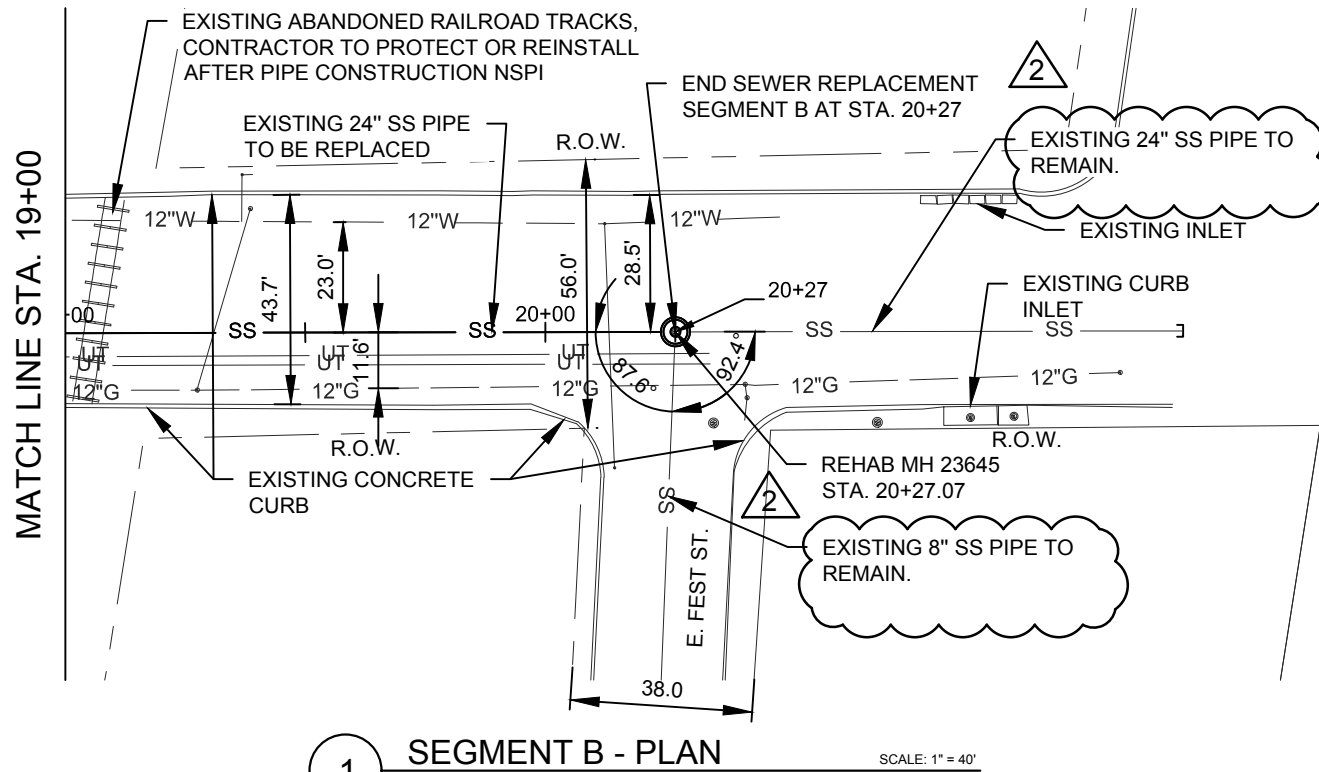 EXISTING ABANDONED RAILROAD TRACKS,
CONTRACTOR TO PROTECT OR REINSTALL
AFTER PIPE CONSTRUCTION NSPI
END SEWER REPLACEMENT
SEGMENT B AT STA. 20+27
2
EXISTING 24" SS PIPE
TO BE REPLACED
R.O.W.
EXISTING 24" SS PIPE TO
REMAIN.
12"W
12"W
12"W
EXISTING INLET
MATCH LINE STA. 19+00
43.7'
23.0'
56.0'
28.5'
20+27
EXISTING CURB
INLET
+00
SS
SS
20+00
SS
SS
UT
UT
UT
UT
UT
UT
11.6'
87.6°
92.4°
12"G
12"G
12"G
12"G
R.O.W.
R.O.W.
EXISTING CONCRETE
CURB
REHAB MH 23645
STA. 20+27.07
SS
2
EXISTING 8" SS PIPE TO
REMAIN.
E. FEST ST.
38.0
1
SEGMENT B - PLAN
SCALE: 1" = 40'